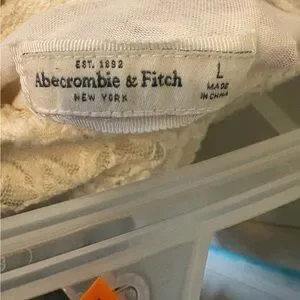 EST. 1892
Abercrombie & Fitch
NEW YORK
L
MADE
IN CHINA